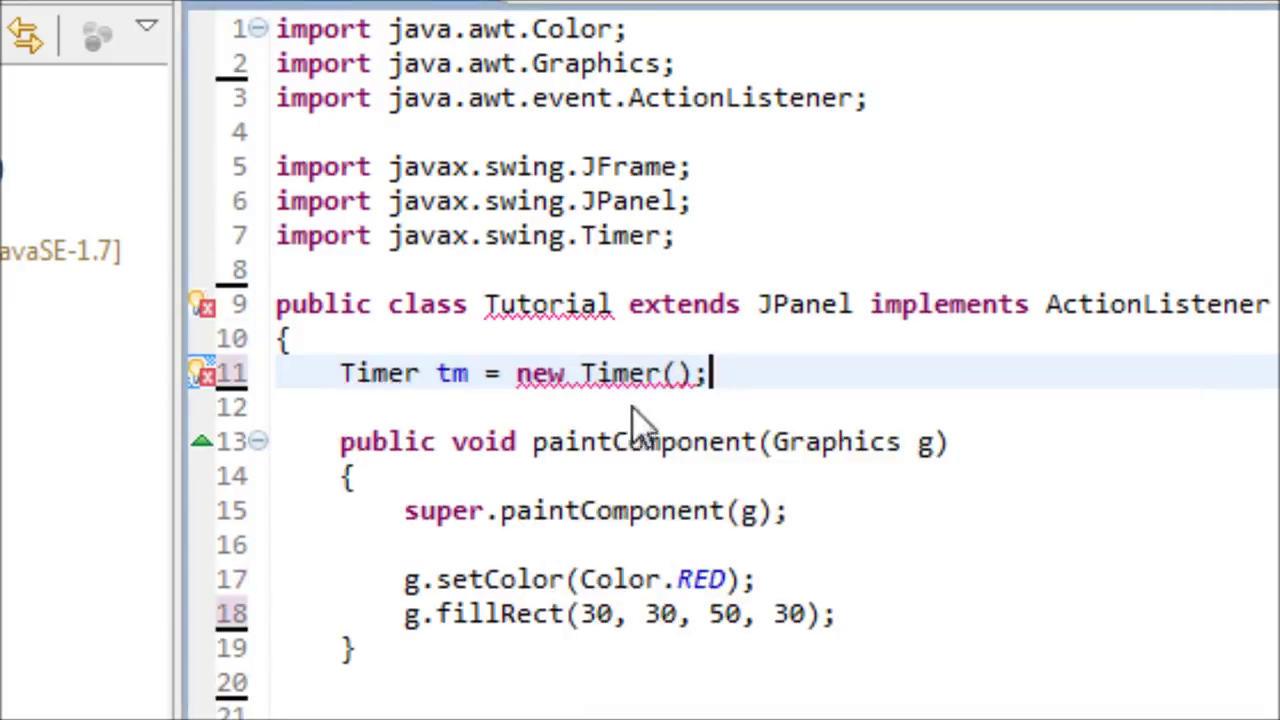 1 import java.awt.Color;
2 import java.awt.Graphics;
3 import java.awt.event.ActionListener;
4
5 import javax.swing.JFrame;
6 import javax.swing.JPanel;
7 import javax.swing.Timer;
8
avaSE-1.7]
9 public class Tutorial extends JPanel implements ActionListener
10 {
11 Timer tm = new Timer();
12
13 public void paintComponent(Graphics g)
14 {
15 super.paintComponent(g);
16
17 g.setColor(Color.RED);
18 g.fillRect(30, 30, 50, 30);
19 }
20
21